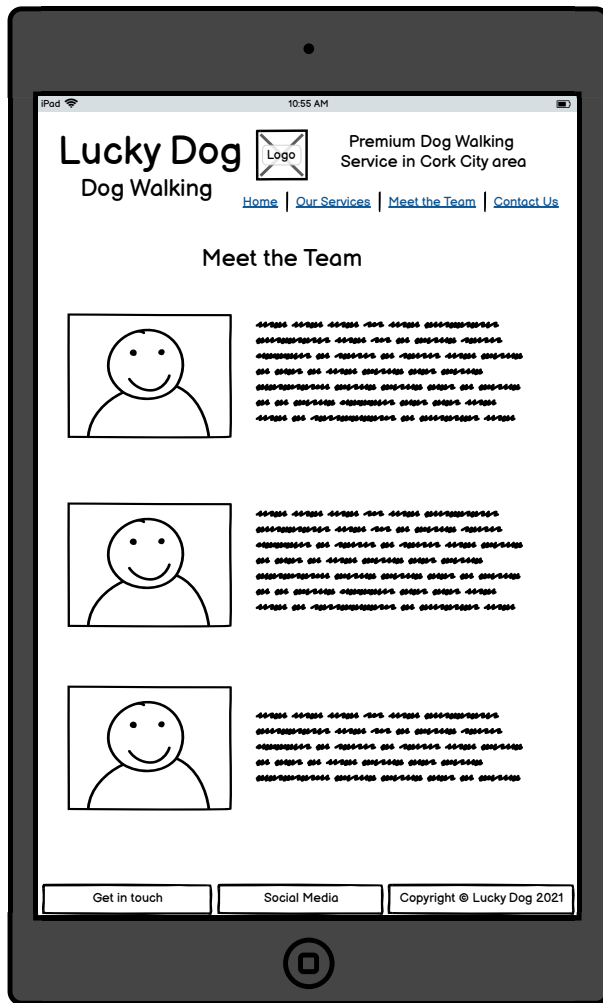 iPad 10:55 AM
Lucky Dog
Dog Walking
Logo
Premium Dog Walking
Service in Cork City area
Home | Our Services | Meet the Team | Contact Us
Meet the Team
Get in touch
Social Media
Copyright © Lucky Dog 2021